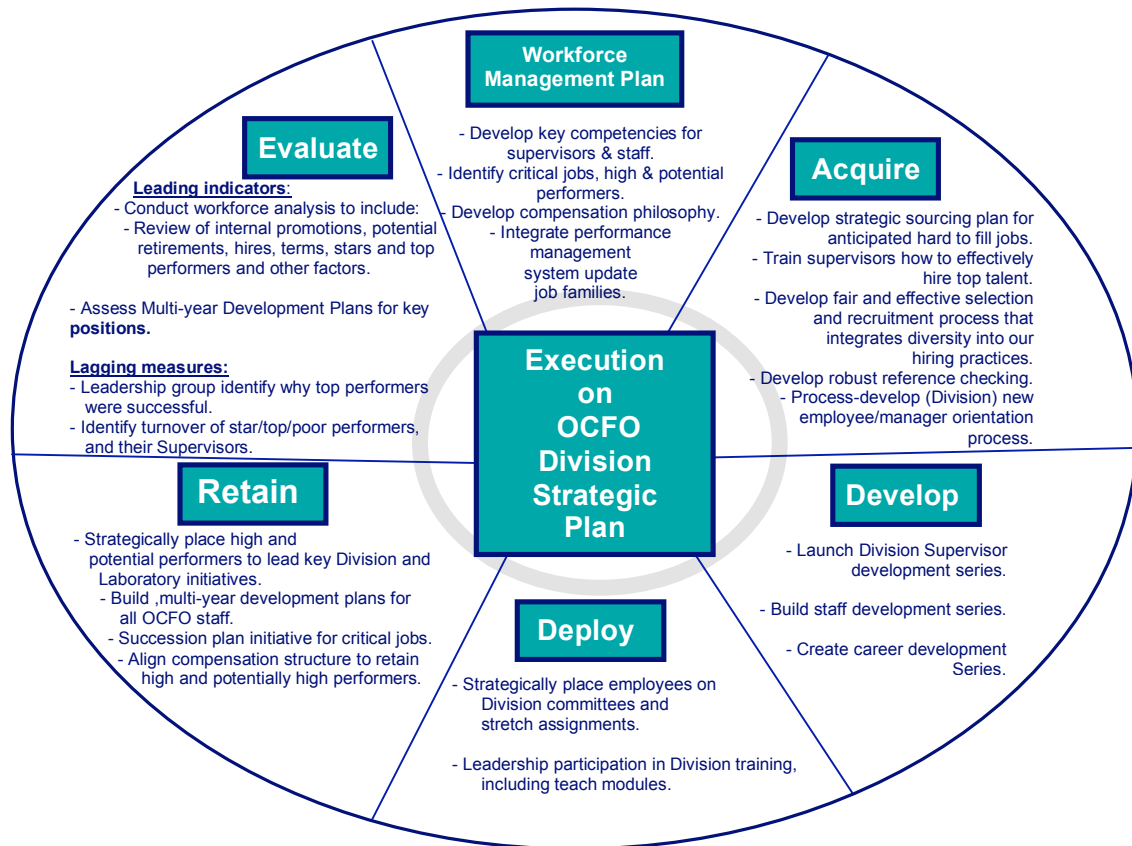 Workforce
Management Plan
- Develop key competencies for
supervisors & staff.
- Identify critical jobs, high & potential
performers.
- Develop compensation philosophy.
- Integrate performance
management
system update
job families.
Acquire
- Develop strategic sourcing plan for
anticipated hard to fill jobs.
- Train supervisors how to effectively
hire top talent.
- Develop fair and effective selection
and recruitment process that
integrates diversity into our
hiring practices.
- Develop robust reference checking.
- Process-develop (Division) new
employee/manager orientation
process.
Develop
- Launch Division Supervisor
development series.
- Build staff development series.
- Create career development
Series.
Deploy
- Strategically place employees on
Division committees and
stretch assignments.
- Leadership participation in Division training,
including teach modules.
Retain
- Strategically place high and
potential performers to lead key Division and
Laboratory initiatives.
- Build ,multi-year development plans for
all OCFO staff.
- Succession plan initiative for critical jobs.
- Align compensation structure to retain
high and potentially high performers.
Evaluate
Leading indicators:
- Conduct workforce analysis to include:
- Review of internal promotions, potential
retirements, hires, terms, stars and top
performers and other factors.
- Assess Multi-year Development Plans for key
positions.
Lagging measures:
- Leadership group identify why top performers
were successful.
- Identify turnover of star/top/poor performers,
and their Supervisors.
Execution
on
OCFO
Division
Strategic
Plan